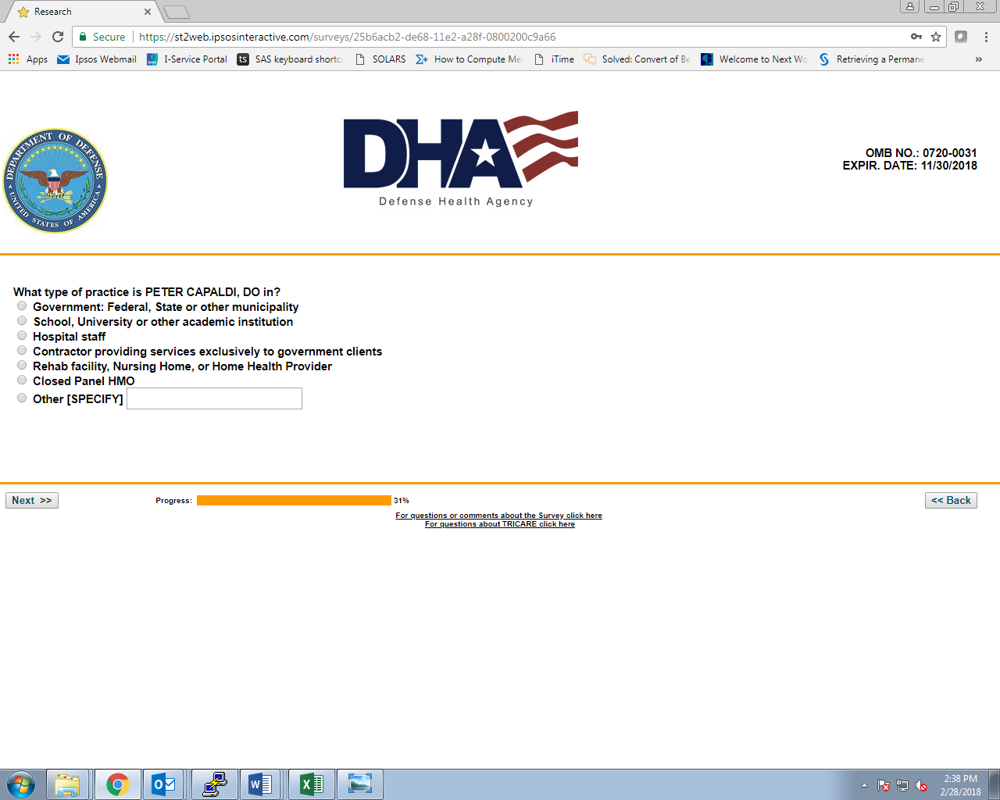 Research
Secure
https://st2web.ipsosinteractive.com/surveys/25b6acb2-de68-11e2-a28f-0800200c9a66
Apps
Ipsos Webmail
I-Service Portal
ts
SAS keyboard shortcu
SOLARS
How to Compute Me
iTime
Solved: Convert of Be
Welcome to Next Wo
Retrieving a Permane
»
DEPARTMENT OF DEFENSE
UNITED STATES OF AMERICA
DHA
Defense Health Agency
OMB NO.: 0720-0031
EXPIR. DATE: 11/30/2018
What type of practice is PETER CAPALDI, DO in?
Government: Federal, State or other municipality
School, University or other academic institution
Hospital staff
Contractor providing services exclusively to government clients
Rehab facility, Nursing Home, or Home Health Provider
Closed Panel HMO
Other [SPECIFY]
Next >>
Progress:
31%
<< Back
For questions or comments about the Survey click here
For questions about TRICARE click here
2:38 PM
2/28/2018